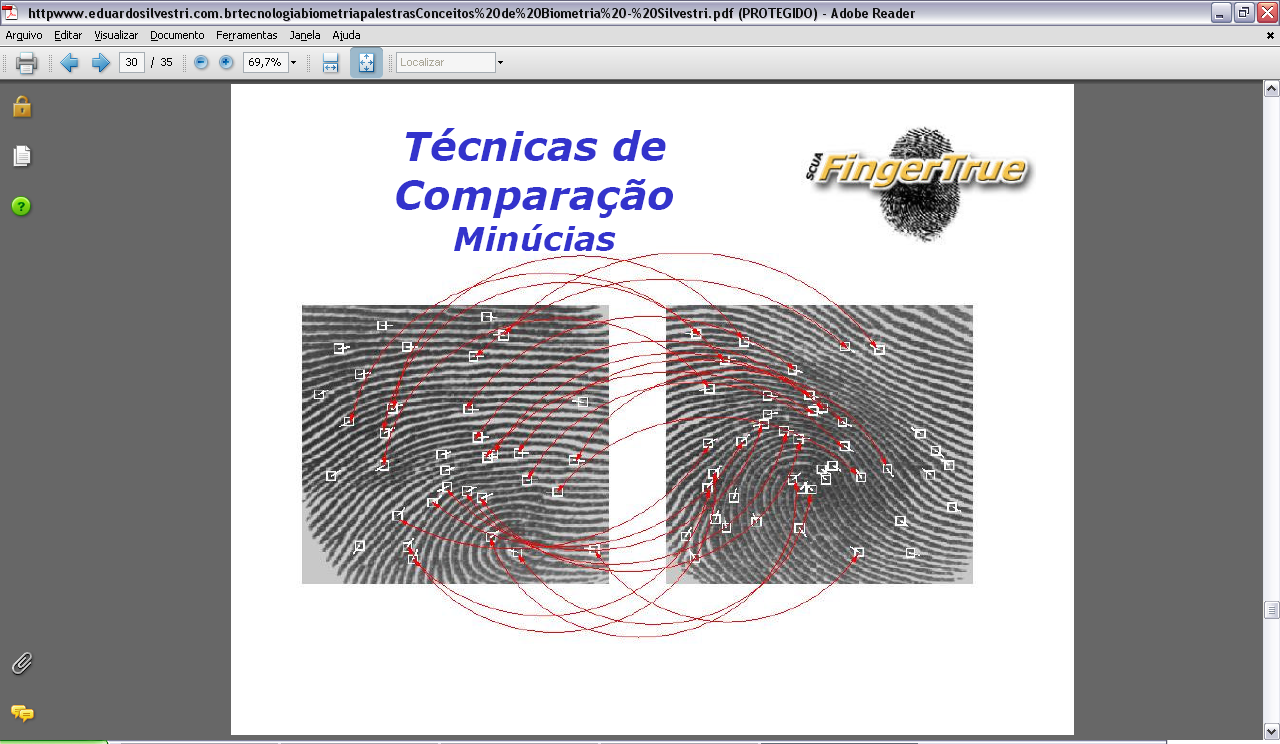 httpwww.eduardosilvestri.com.brtecnologiabiometriapalestrasConceitos%20de%20Biometria%20-%20Silvestri.pdf (PROTEGIDO) - Adobe Reader
Arquivo Editar Visualizar Documento Ferramentas Janela Ajuda
30 / 35 69,7% Localizar
Técnicas de
Comparação
Minúcias
SCUA FingerTrue